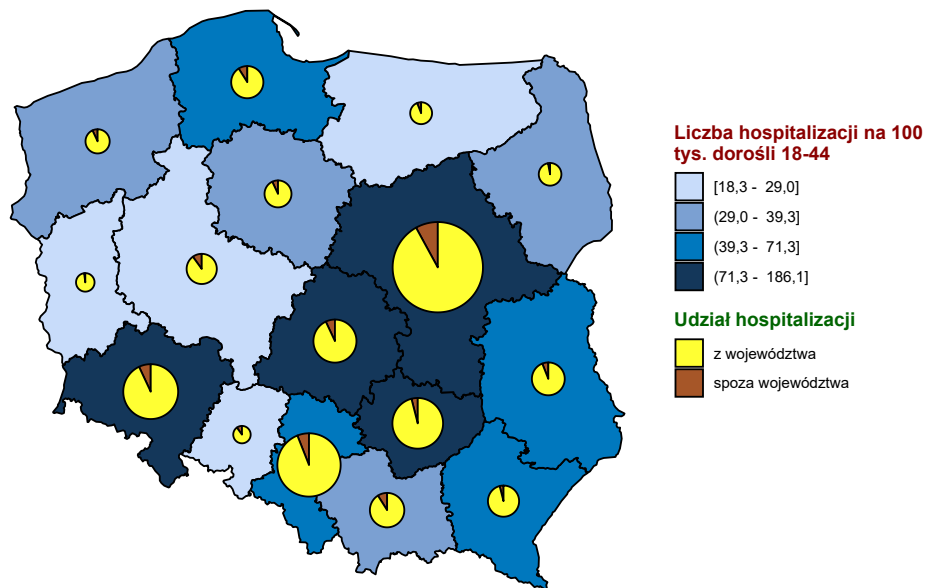 Liczba hospitalizacji na 100
tys. dorośli 18-44
[18,3 - 29,0]
(29,0 - 39,3]
(39,3 - 71,3]
(71,3 - 186,1]
Udział hospitalizacji
z województwa
spoza województwa